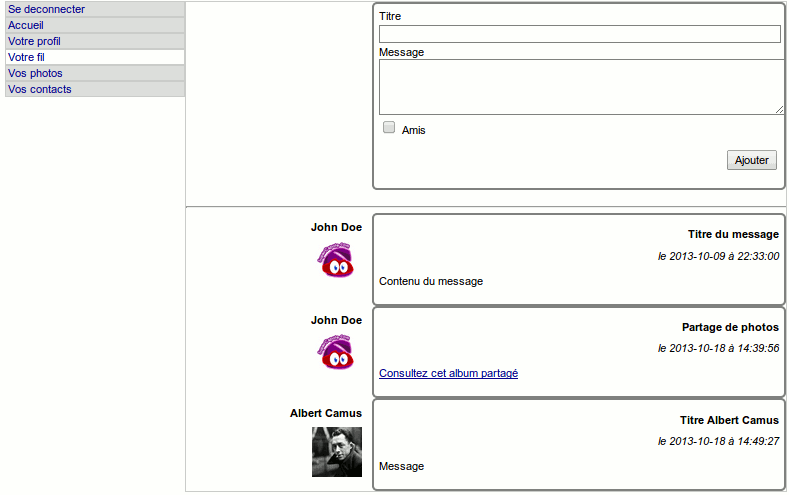 Se deconnecter
Accueil
Votre profil
Votre fil
Vos photos
Vos contacts
Titre
Message
Amis
Ajouter
John Doe
Titre du message
le 2013-10-09 à 22:33:00
Contenu du message
John Doe
Partage de photos
le 2013-10-18 à 14:39:56
Consultez cet album partagé
Albert Camus
Titre Albert Camus
le 2013-10-18 à 14:49:27
Message